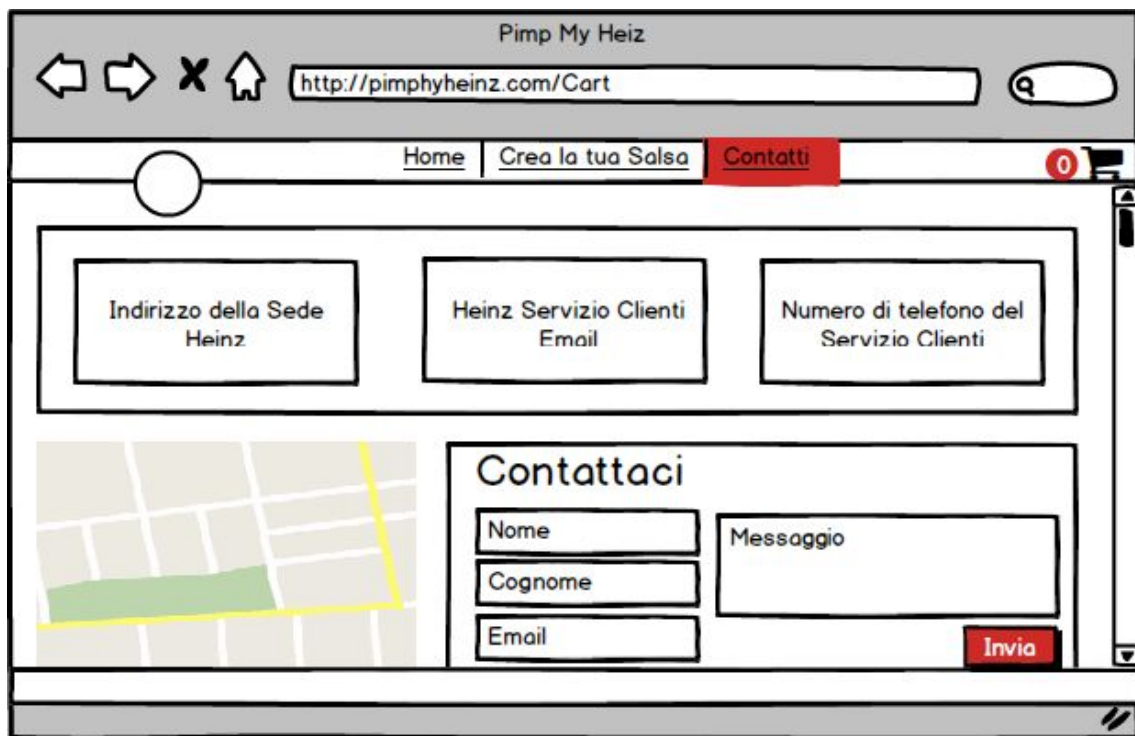 Pimp My Heiz
http://pimphyheinz.com/Cart
Home Crea la tua Salsa Contatti 0
Indirizzo della Sede
Heinz
Heinz Servizio Clienti
Email
Numero di telefono del
Servizio Clienti
Contattaci
Nome
Cognome
Email
Messaggio
Invia